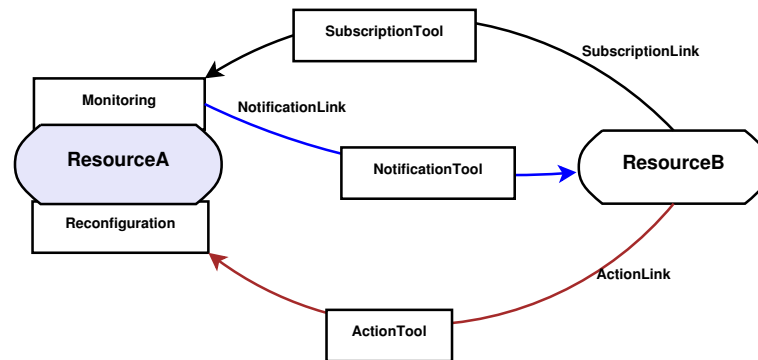 SubscriptionTool
SubscriptionLink
Monitoring
NotificationLink
ResourceA
NotificationTool
ResourceB
Reconfiguration
ActionLink
ActionTool